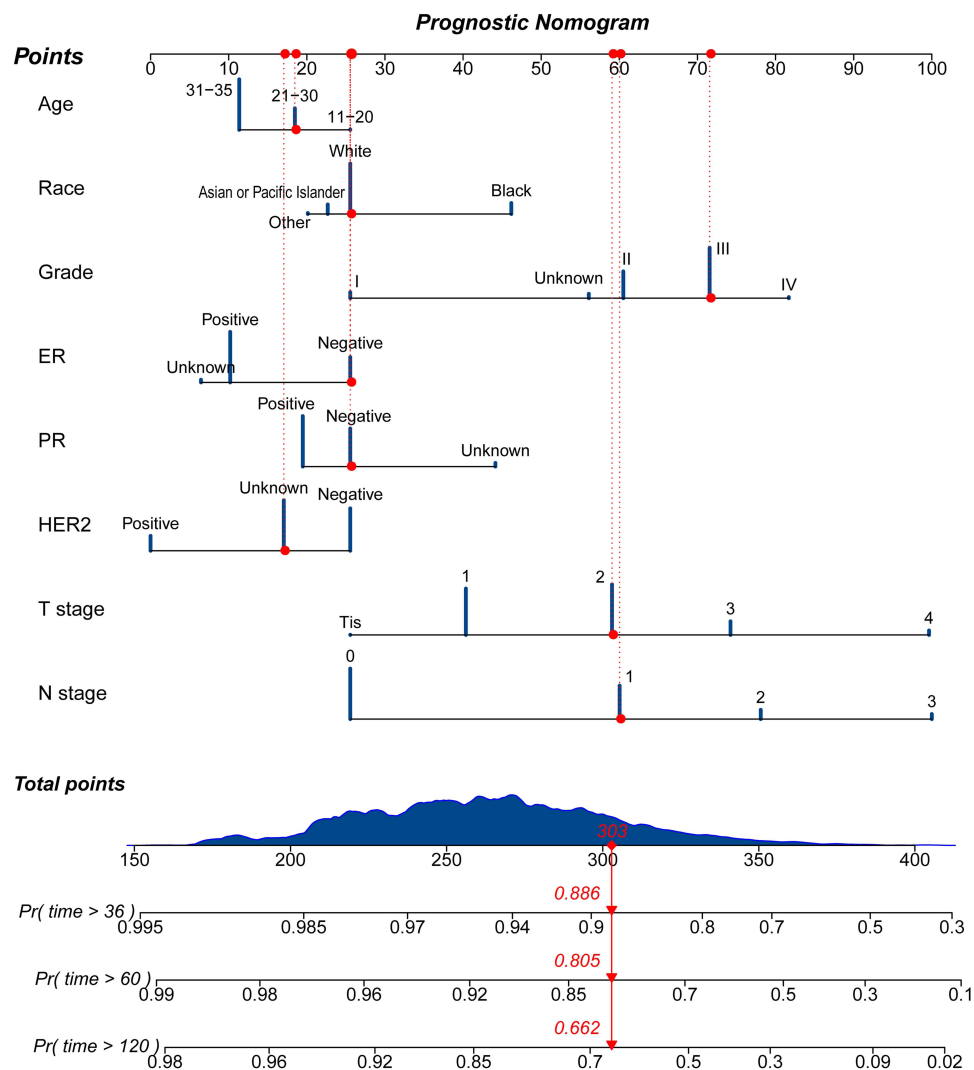 Prognostic Nomogram
Points
0 10 20 30 40 50 60 70 80 90 100
Age
31−35
21−30
11−20
Race
White
Asian or Pacific Islander
Other
Black
Grade
I
Unknown
II
III
IV
ER
Positive
Unknown
Negative
PR
Positive
Negative
Unknown
HER2
Positive
Unknown
Negative
T stage
Tis
1
2
3
4
N stage
0
1
2
3
Total points
303
150 200 250 300 350 400
0.886
Pr( time > 36 )
0.995 0.985 0.97 0.94 0.9 0.8 0.7 0.5 0.3
0.805
Pr( time > 60 )
0.99 0.98 0.96 0.92 0.85 0.7 0.5 0.3 0.1
0.662
Pr( time > 120 )
0.98 0.96 0.92 0.85 0.7 0.5 0.3 0.09 0.02